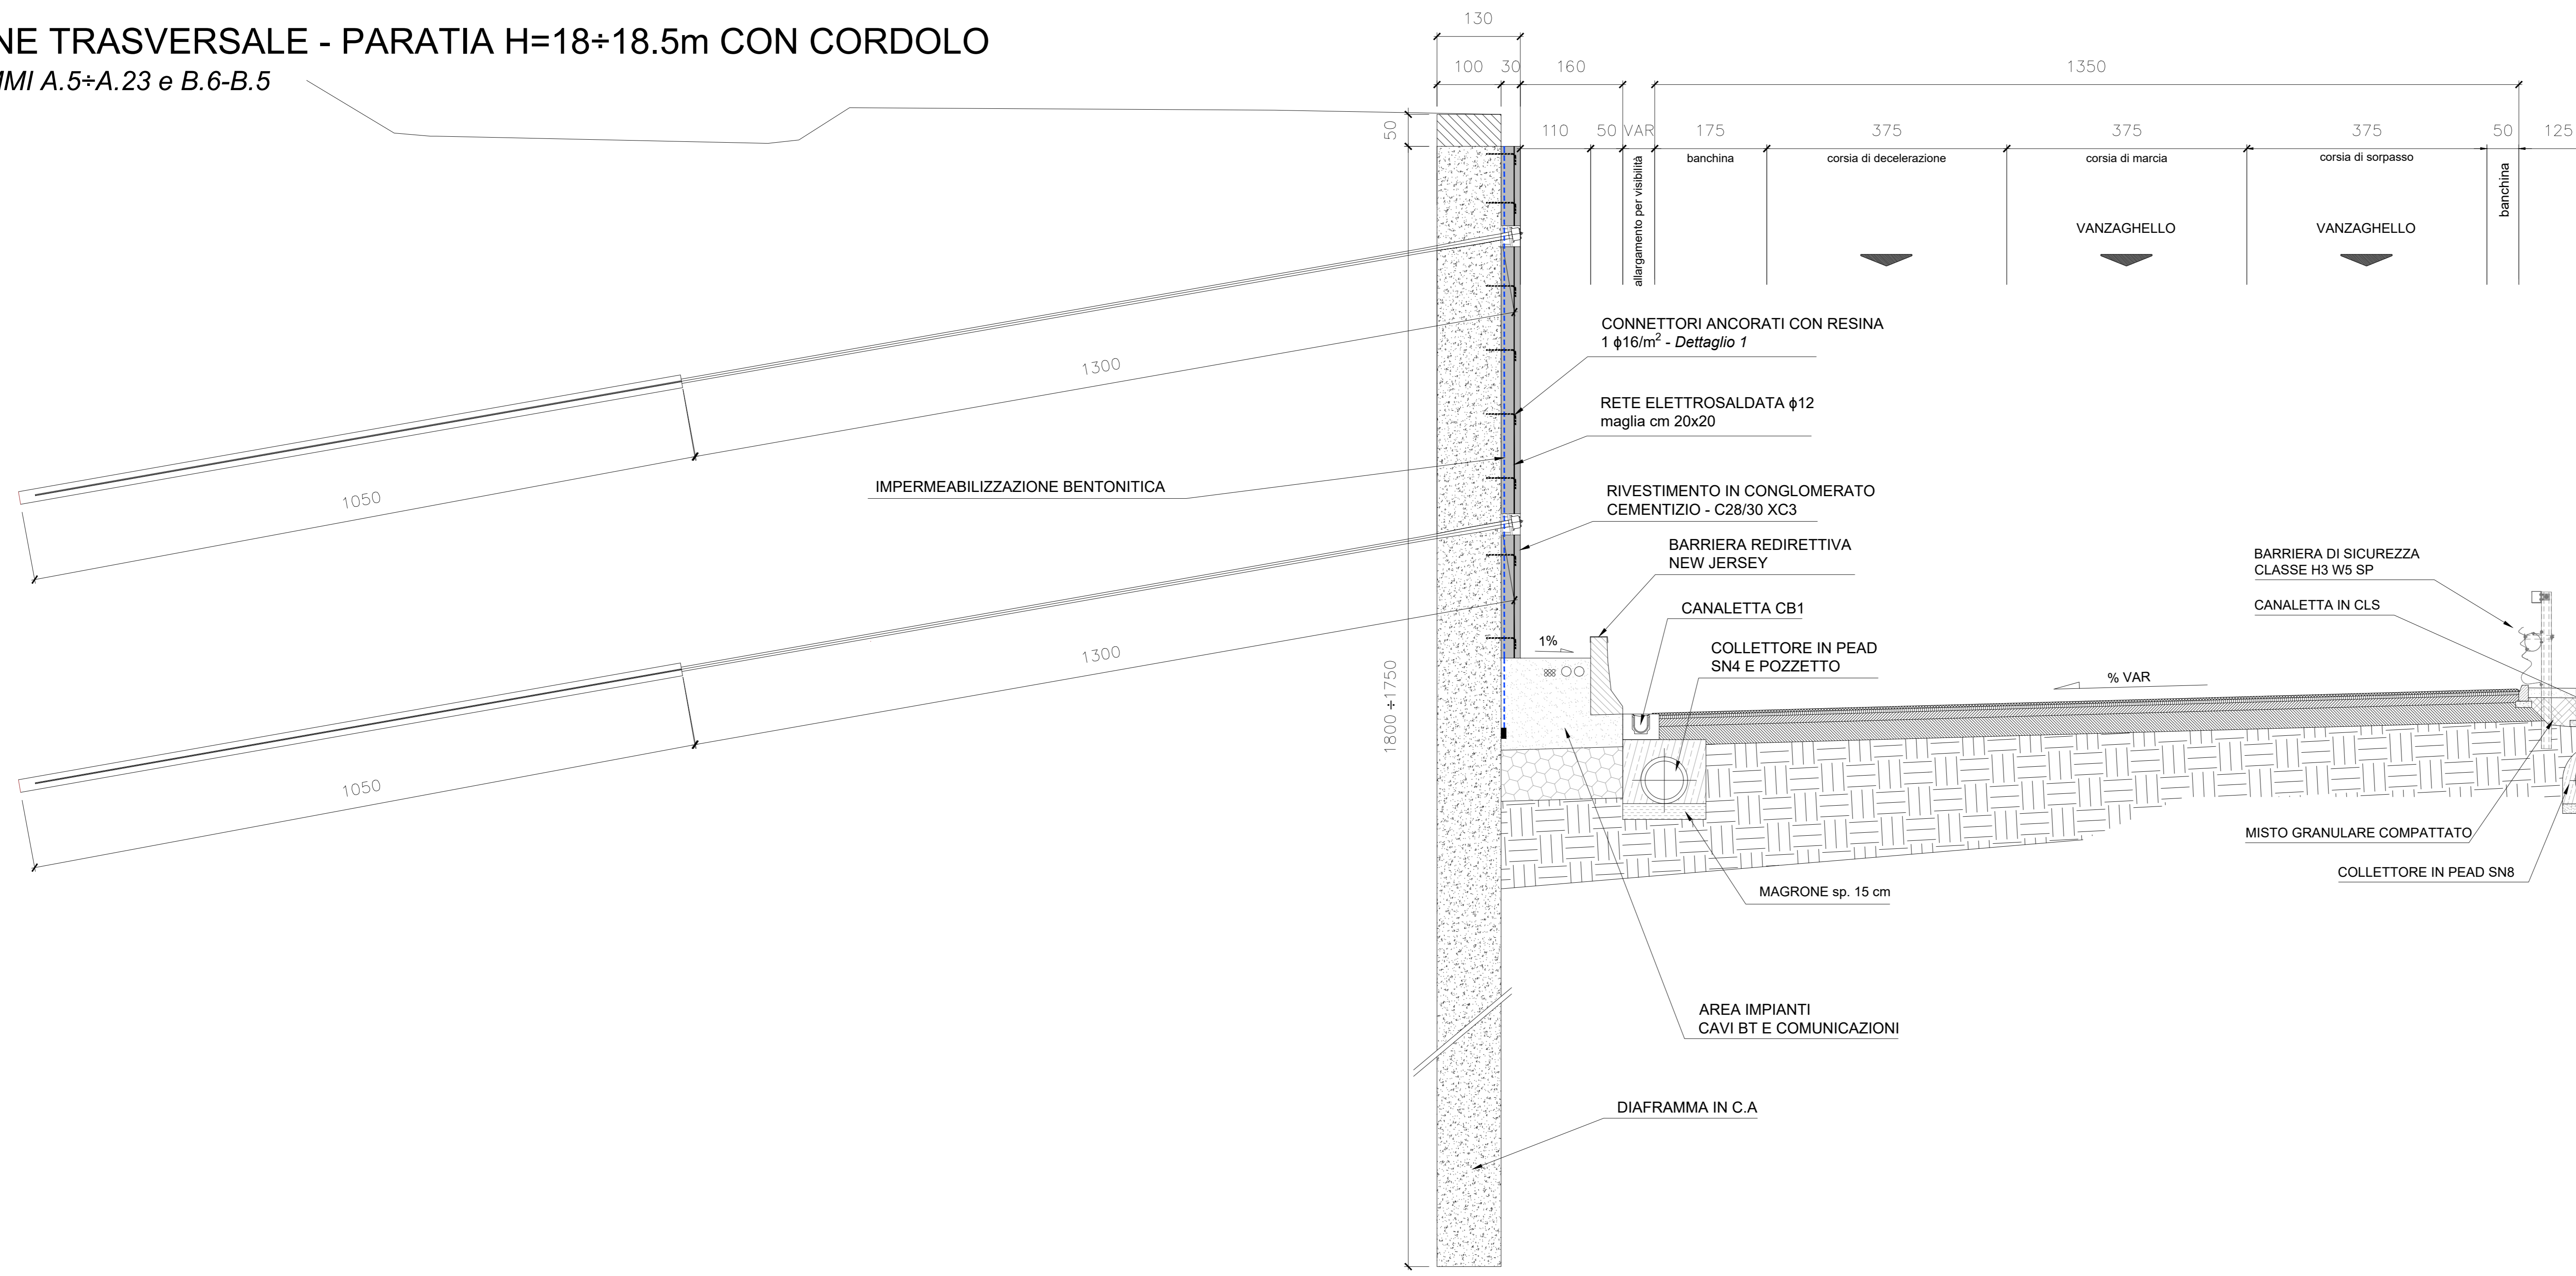 NE TRASVERSALE - PARATIA H=18÷18.5m CON CORDOLO
MMI A.5÷A.23 e B.6-B.5
130
100
30
160
1350
50
110
50
VAR
175
375
375
375
50
125
allargamento per visibilità
banchina
corsia di decelerazione
corsia di marcia
corsia di sorpasso
banchina
VANZAGHELLO
VANZAGHELLO
CONNETTORI ANCORATI CON RESINA
1 ϕ16/m² - Dettaglio 1
1300
RETE ELETTROSALDATA ϕ12
maglia cm 20x20
IMPERMEABILIZZAZIONE BENTONITICA
1050
RIVESTIMENTO IN CONGLOMERATO
CEMENTIZIO - C28/30 XC3
BARRIERA REDIRETTIVA
NEW JERSEY
BARRIERA DI SICUREZZA
CLASSE H3 W5 SP
CANALETTA CB1
CANALETTA IN CLS
1%
COLLETTORE IN PEAD
SN4 E POZZETTO
1300
% VAR
1800÷1750
1050
MISTO GRANULARE COMPATTATO
COLLETTORE IN PEAD SN8
MAGRONE sp. 15 cm
AREA IMPIANTI
CAVI BT E COMUNICAZIONI
DIAFRAMMA IN C.A